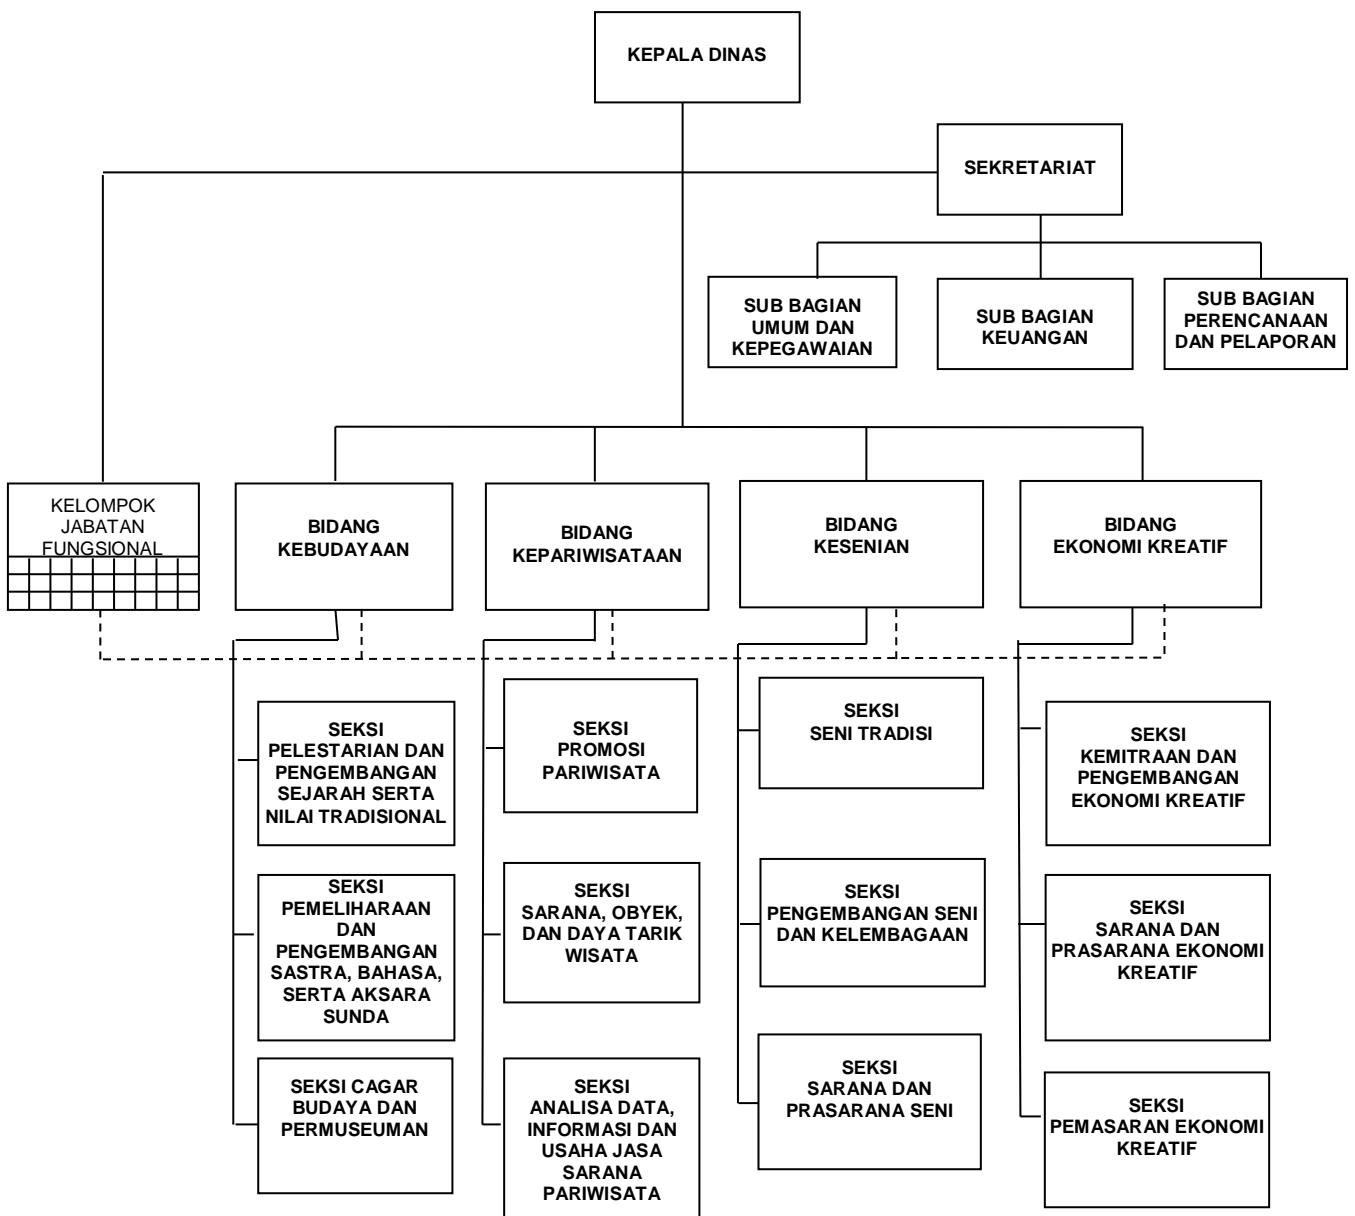 KEPALA DINAS
SEKRETARIAT
SUB BAGIAN
UMUM DAN
KEPEGAWAIAN
SUB BAGIAN
KEUANGAN
SUB BAGIAN
PERENCANAAN
DAN PELAPORAN
KELOMPOK
JABATAN
FUNGSIONAL
BIDANG
KEBUDAYAAN
BIDANG
KEPARIWISATAAN
BIDANG
KESENIAN
BIDANG
EKONOMI KREATIF
SEKSI
PELESTARIAN DAN
PENGEMBANGAN
SEJARAH SERTA
NILAI TRADISIONAL
SEKSI
PROMOSI
PARIWISATA
SEKSI
SENI TRADISI
SEKSI
KEMITRAAN DAN
PENGEMBANGAN
EKONOMI KREATIF
SEKSI
PEMELIHARAAN
DAN
PENGEMBANGAN
SASTRA, BAHASA,
SERTA AKSARA
SUNDA
SEKSI
SARANA, OBYEK,
DAN DAYA TARIK
WISATA
SEKSI
PENGEMBANGAN SENI
DAN KELEMBAGAAN
SEKSI
SARANA DAN
PRASARANA EKONOMI
KREATIF
SEKSI CAGAR
BUDAYA DAN
PERMUSEUMAN
SEKSI
ANALISA DATA,
INFORMASI DAN
USAHA JASA
SARANA
PARIWISATA
SEKSI
SARANA DAN
PRASARANA SENI
SEKSI
PEMASARAN EKONOMI
KREATIF